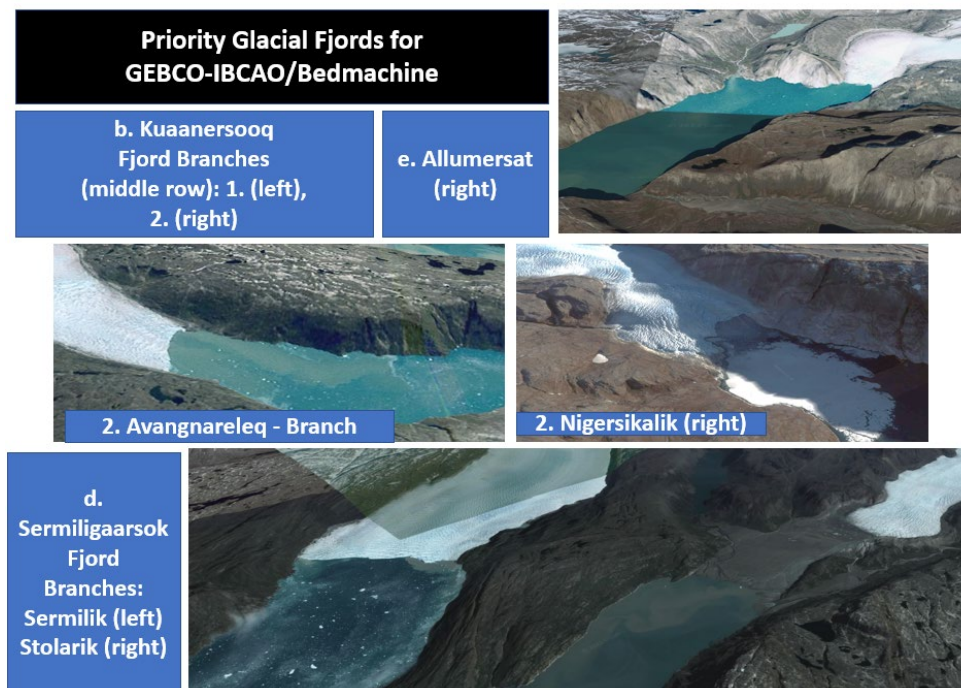 Priority Glacial Fjords for
GEBCO-IBCAO/Bedmachine
b. Kuaanersooq
Fjord Branches
(middle row): 1. (left),
2. (right)
e. Allumersat
(right)
2. Avangnareleq - Branch
2. Nigersikalik (right)
d.
Sermiligaarsok
Fjord
Branches:
Sermilik (left)
Stolarik (right)